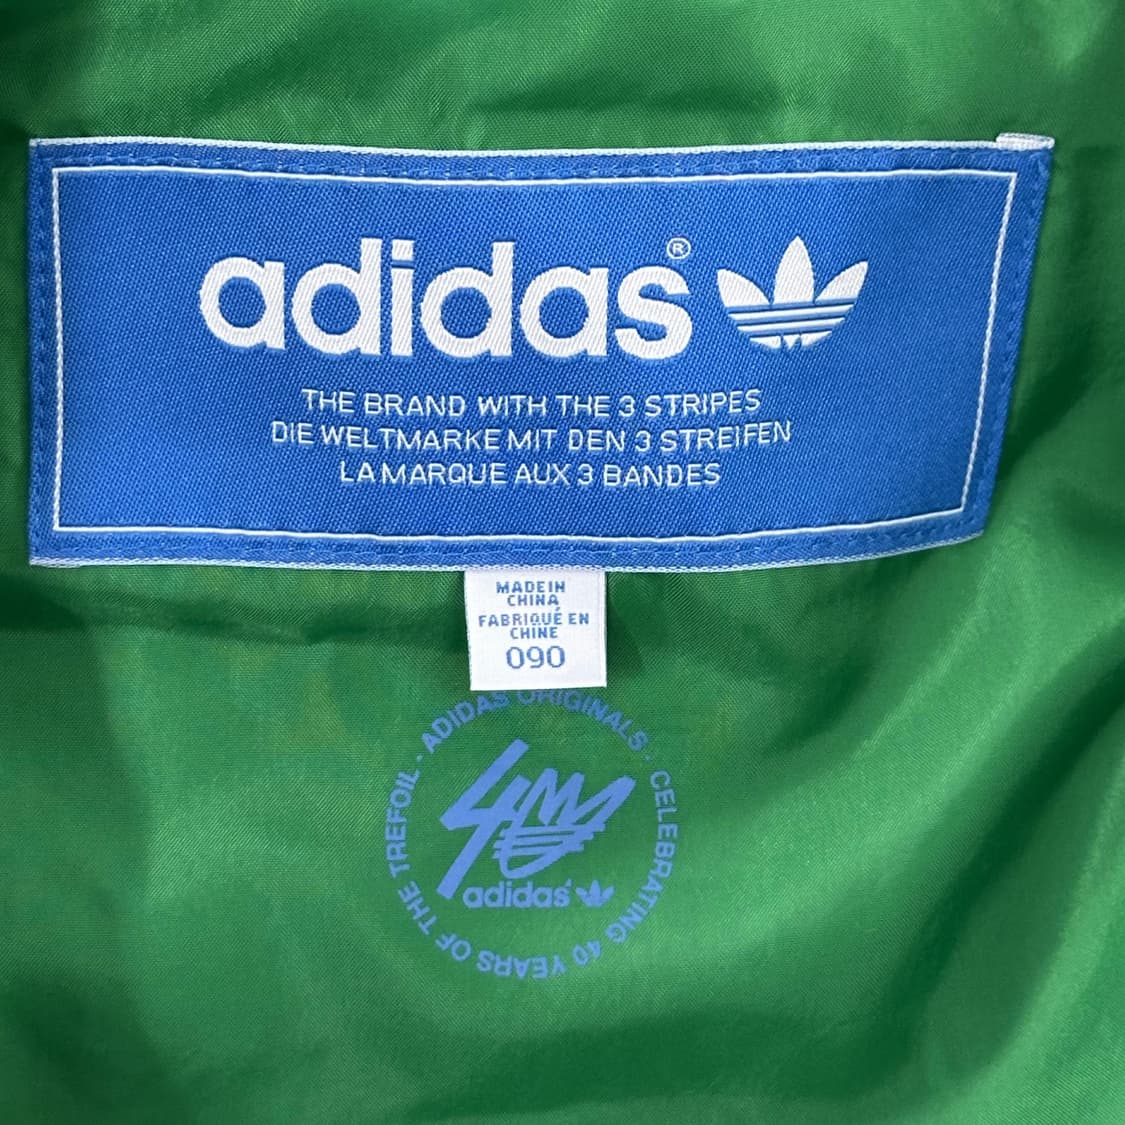 adidas®
THE BRAND WITH THE 3 STRIPES
DIE WELTMARKE MIT DEN 3 STREIFEN
LA MARQUE AUX 3 BANDES
MADE IN
CHINA
FABRIQUÉ EN
CHINE
090
ADIDAS ORIGINALS · CELEBRATING 40 YEARS OF THE TREFOIL ·
40
adidas